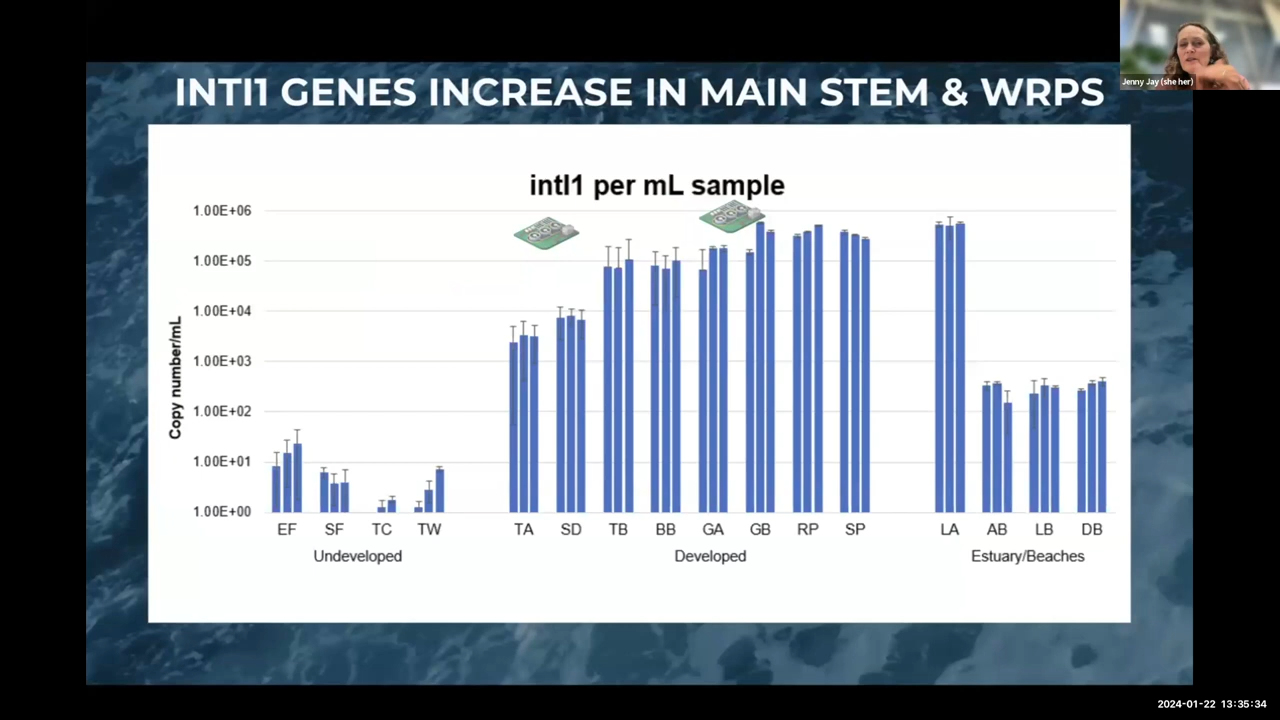 Jenny Jay (she her)
INTI1 GENES INCREASE IN MAIN STEM & WRPS
intI1 per mL sample
Copy number/mL
1.00E+06
1.00E+05
1.00E+04
1.00E+03
1.00E+02
1.00E+01
1.00E+00
EF SF TC TW TA SD TB BB GA GB RP SP LA AB LB DB
Undeveloped Developed Estuary/Beaches
2024-01-22 13:35:34